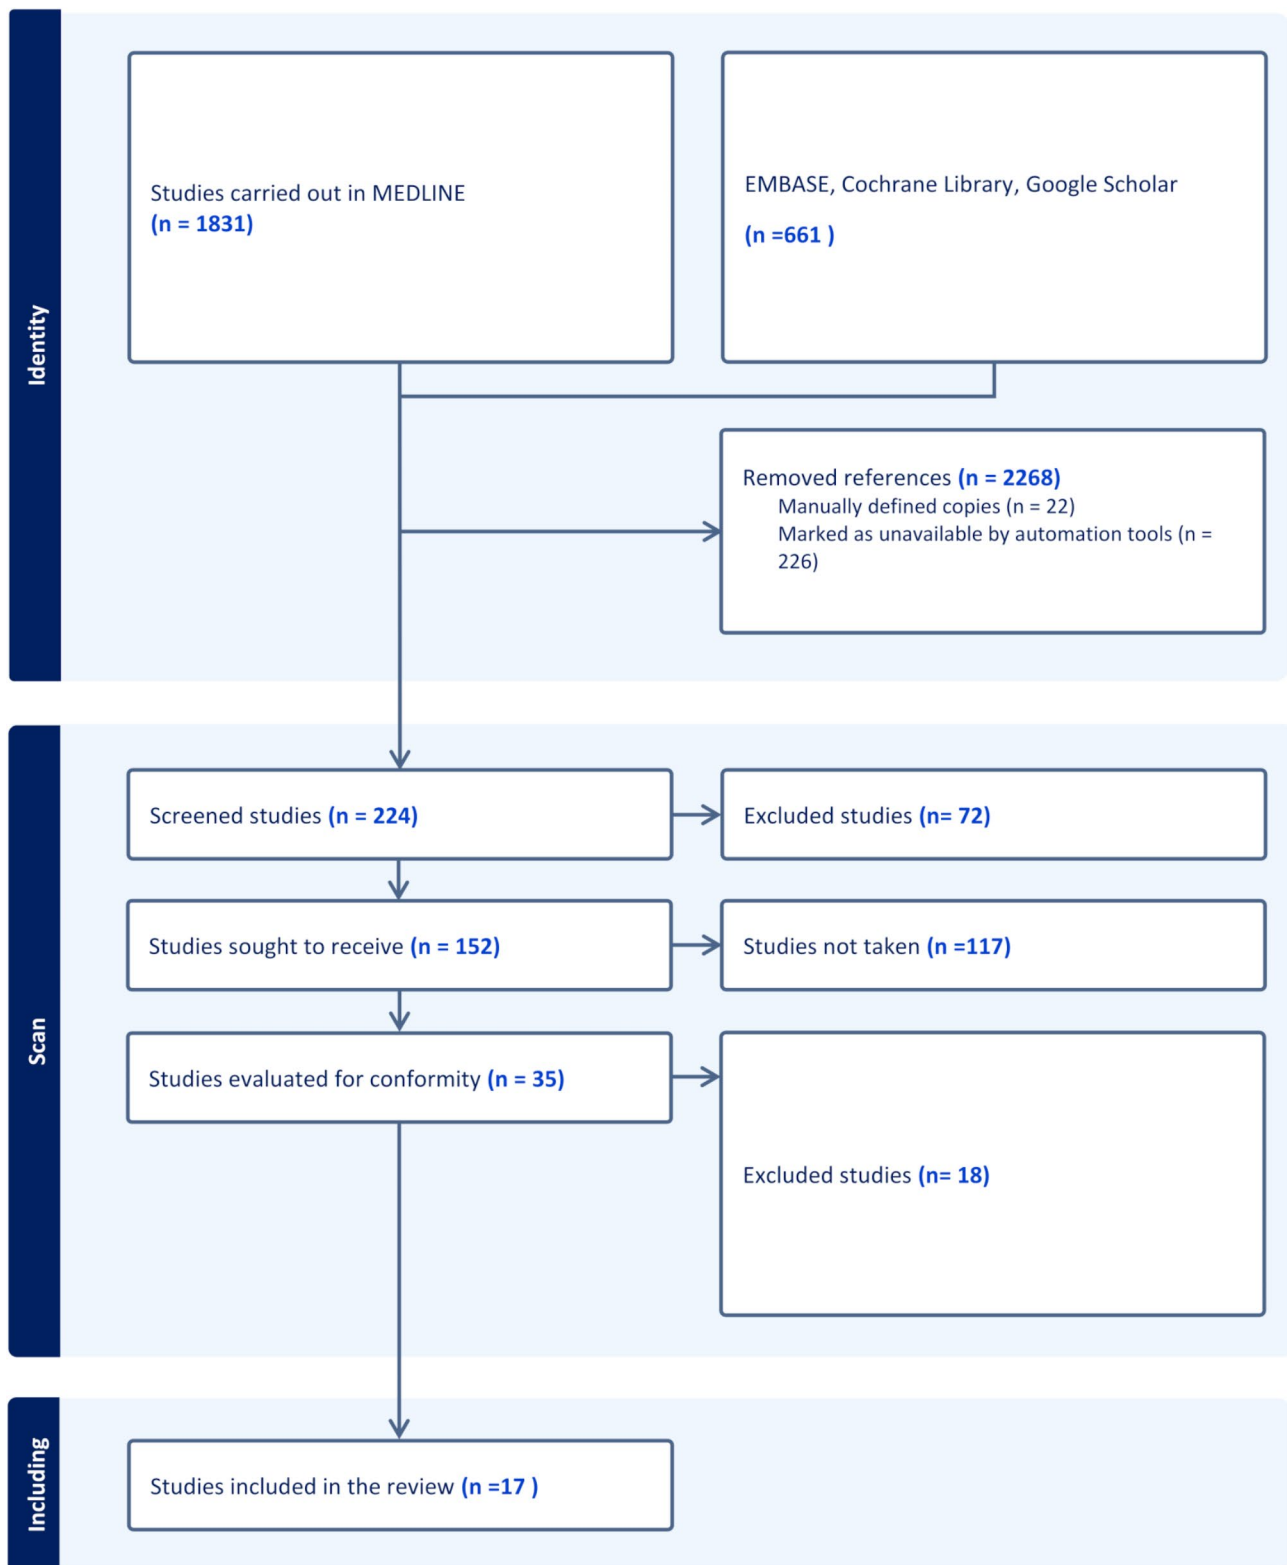 Identity
Studies carried out in MEDLINE
(n = 1831)
EMBASE, Cochrane Library, Google Scholar
(n =661 )
Removed references (n = 2268)
Manually defined copies (n = 22)
Marked as unavailable by automation tools (n =
226)
Scan
Screened studies (n = 224)
Excluded studies (n= 72)
Studies sought to receive (n = 152)
Studies not taken (n =117)
Studies evaluated for conformity (n = 35)
Excluded studies (n= 18)
Including
Studies included in the review (n =17 )